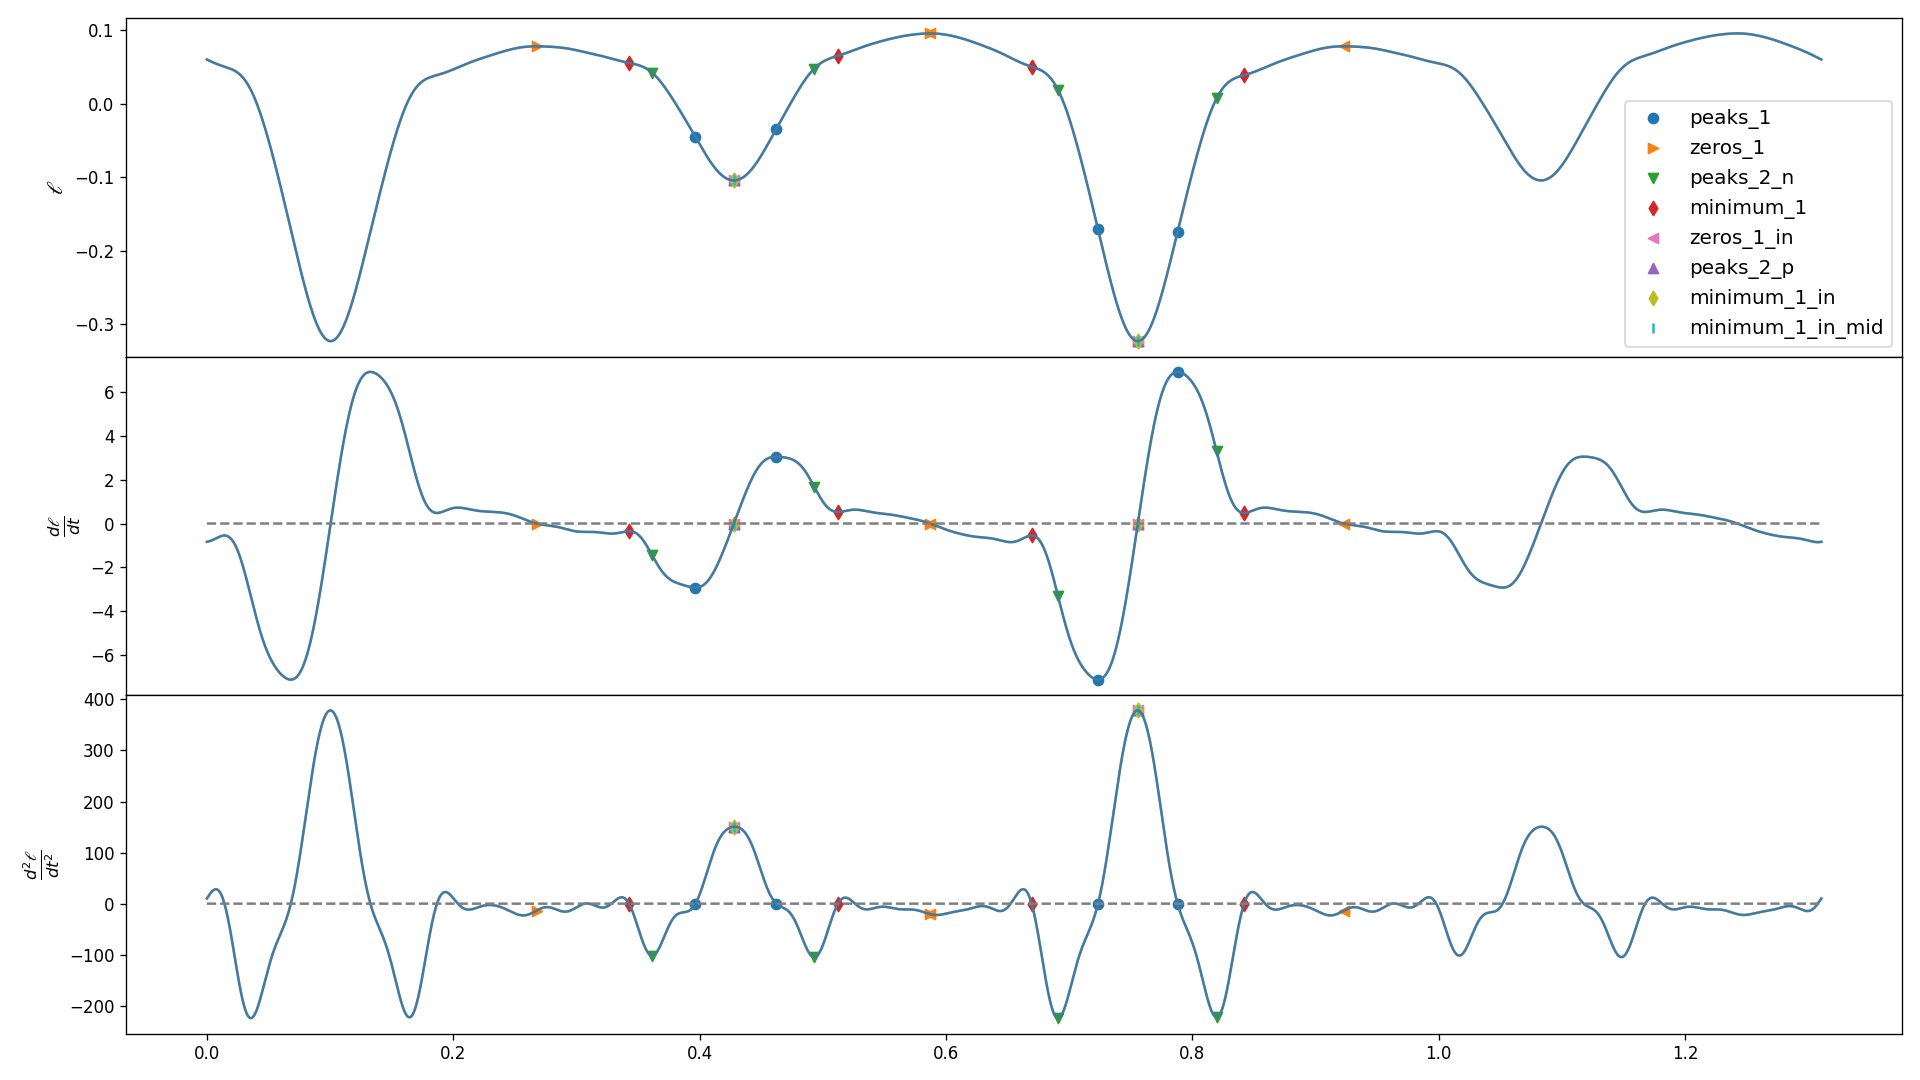 0.1
0.0
−0.1
−0.2
−0.3
ℓ
peaks_1
zeros_1
peaks_2_n
minimum_1
zeros_1_in
peaks_2_p
minimum_1_in
minimum_1_in_mid
6
4
2
0
−2
−4
−6
dℓ
dt
400
300
200
100
0
−100
−200
d²ℓ
dt²
0.0 0.2 0.4 0.6 0.8 1.0 1.2